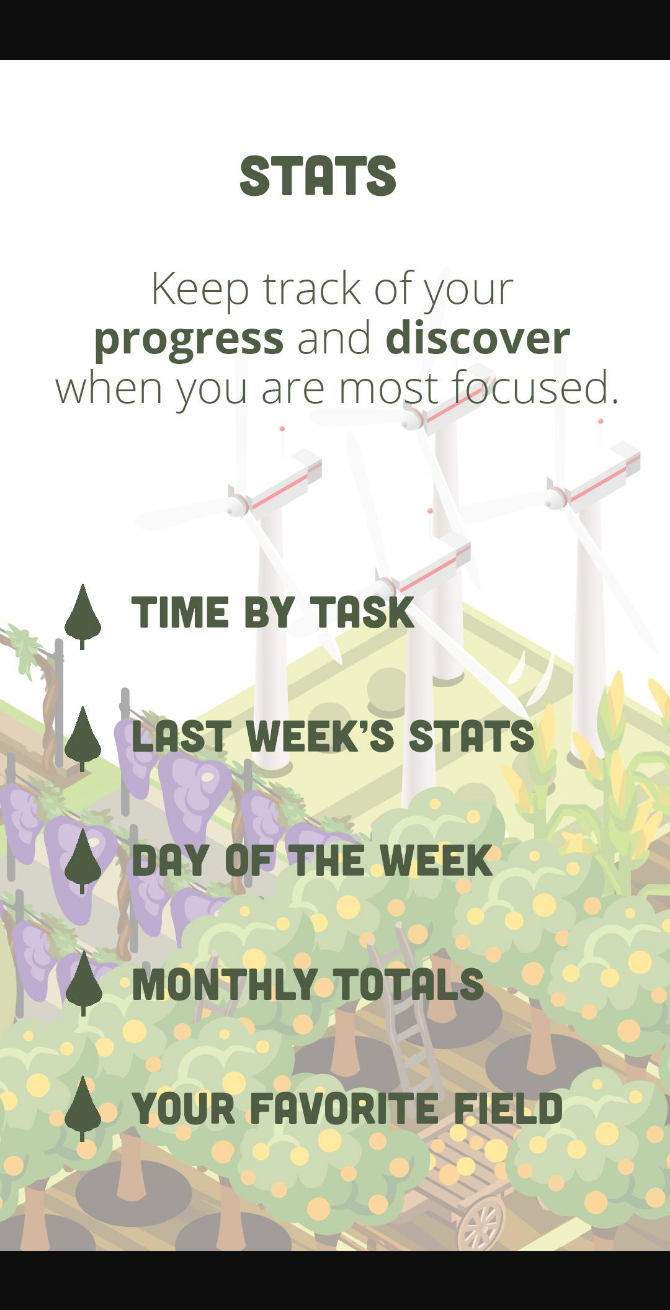 STATS
Keep track of your
progress and discover
when you are most focused.
TIME BY TASK
LAST WEEK'S STATS
DAY OF THE WEEK
MONTHLY TOTALS
YOUR FAVORITE FIELD